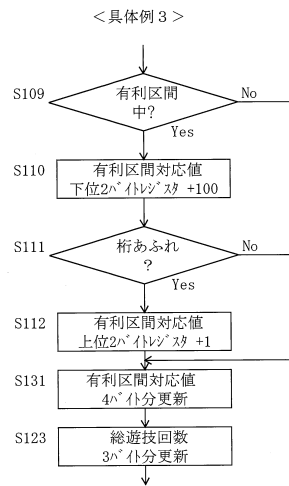 ＜具体例３＞
S109
有利区間
中?
No
Yes
S110
有利区間対応値
下位2ﾊﾞｲﾄﾚｼﾞｽﾀ +100
S111
桁あふれ
?
No
Yes
S112
有利区間対応値
上位2ﾊﾞｲﾄﾚｼﾞｽﾀ +1
S131
有利区間対応値
4ﾊﾞｲﾄ分更新
S123
総遊技回数
3ﾊﾞｲﾄ分更新